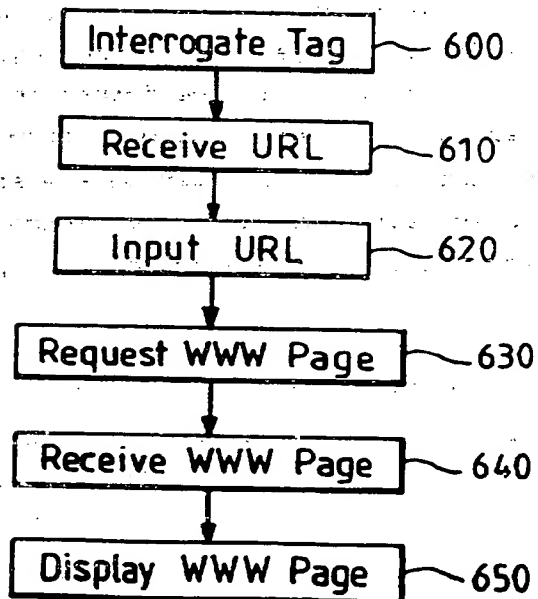 Interrogate Tag 600
Receive URL 610
Input URL 620
Request WWW Page 630
Receive WWW Page 640
Display WWW Page 650